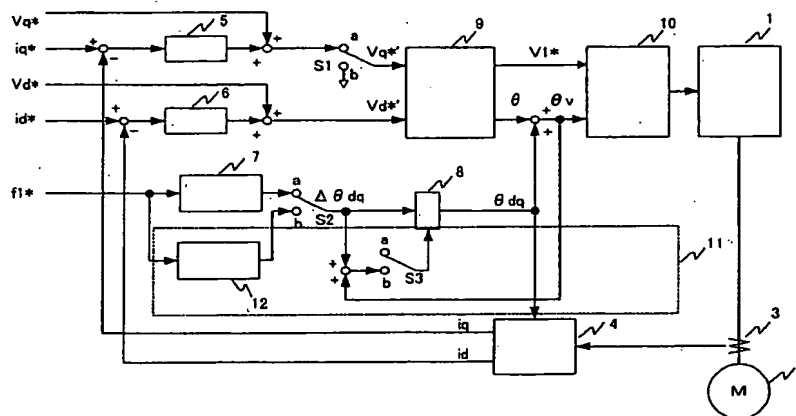 Vq*
iq*
Vd*
id*
f1*
5
6
7
12
8
9
10
1
11
4
3
a
S1
b
Vq*'
Vd*'
V1*
θ
θv
a
b
S2
Δθdq
θdq
a
b
S3
iq
id
M
+
−
+
+
+
−
+
+
+
+
+
+